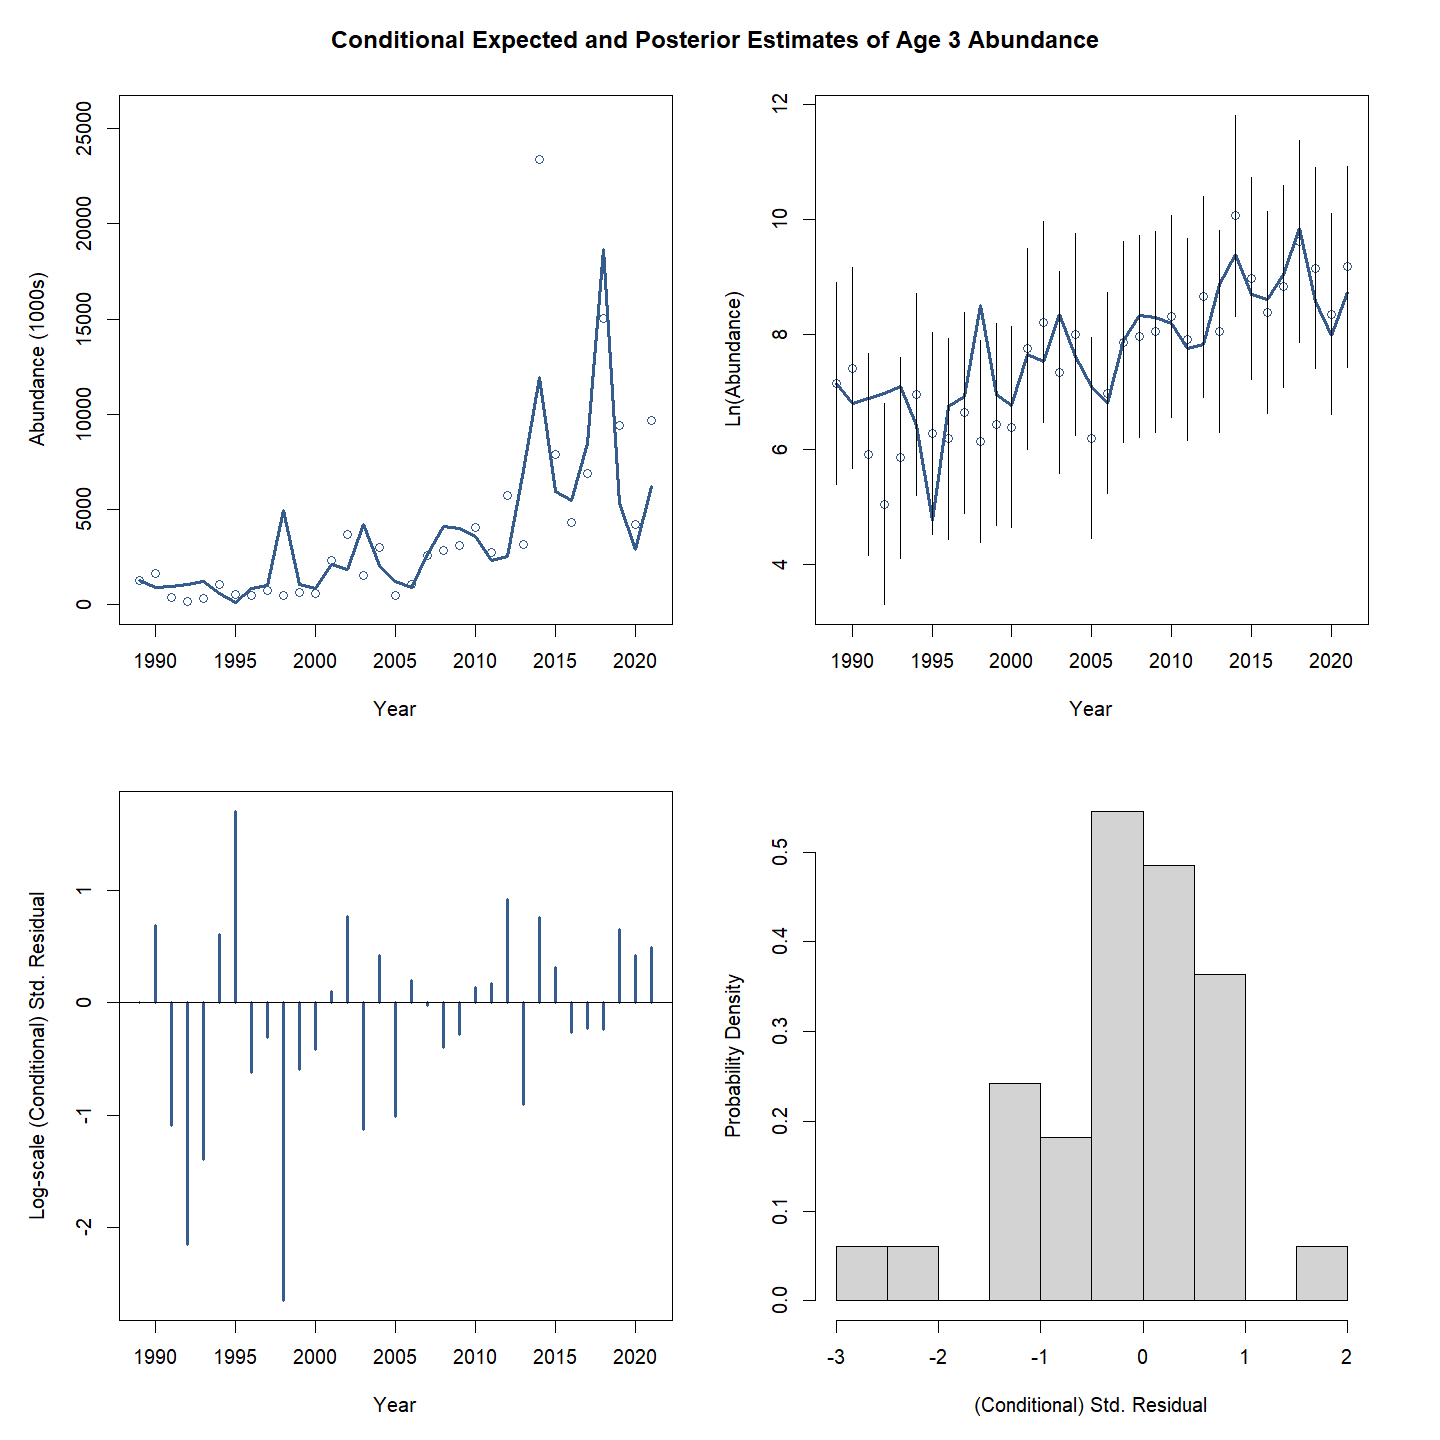 Conditional Expected and Posterior Estimates of Age 3 Abundance
Abundance (1000s)
25000
20000
15000
10000
5000
0
1990 1995 2000 2005 2010 2015 2020
Year
Ln(Abundance)
12
10
8
6
4
1990 1995 2000 2005 2010 2015 2020
Year
Log-scale (Conditional) Std. Residual
1
0
-1
-2
1990 1995 2000 2005 2010 2015 2020
Year
Probability Density
0.5
0.4
0.3
0.2
0.1
0.0
-3 -2 -1 0 1 2
(Conditional) Std. Residual